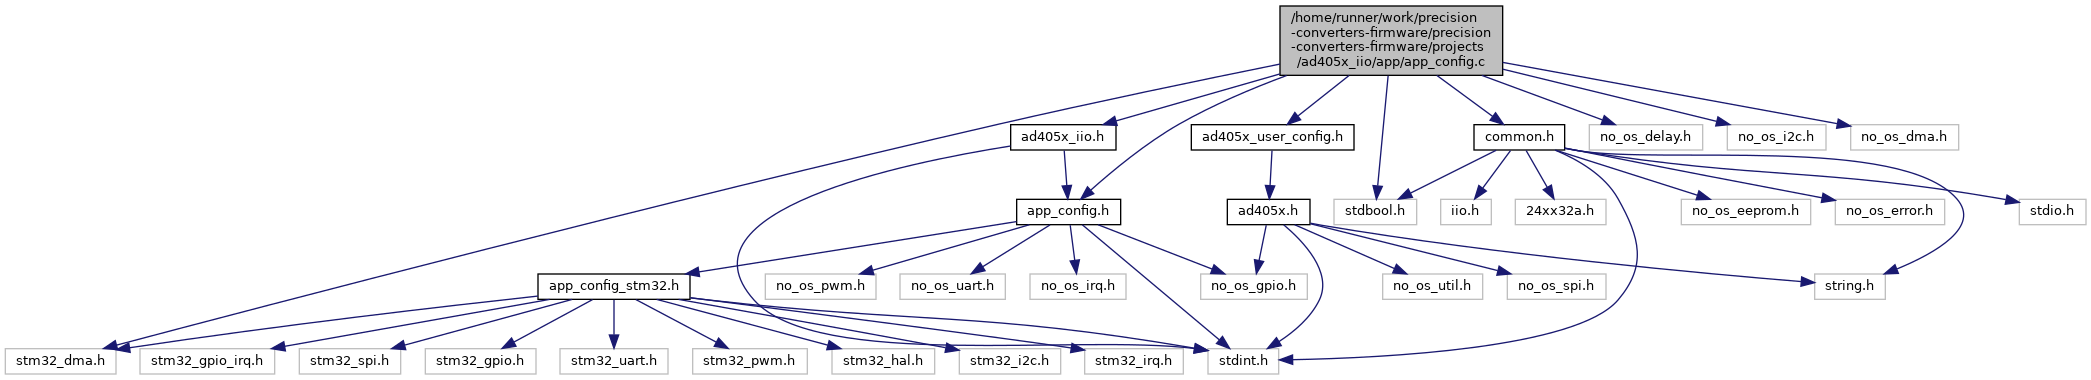 /home/runner/work/precision
-converters-firmware/precision
-converters-firmware/projects
/ad405x_iio/app/app_config.c
ad405x_iio.h
ad405x_user_config.h
common.h
no_os_delay.h
no_os_i2c.h
no_os_dma.h
app_config.h
ad405x.h
stdbool.h
iio.h
24xx32a.h
no_os_eeprom.h
no_os_error.h
stdio.h
app_config_stm32.h
no_os_pwm.h
no_os_uart.h
no_os_irq.h
no_os_gpio.h
no_os_util.h
no_os_spi.h
string.h
stm32_dma.h
stm32_gpio_irq.h
stm32_spi.h
stm32_gpio.h
stm32_uart.h
stm32_pwm.h
stm32_hal.h
stm32_i2c.h
stm32_irq.h
stdint.h